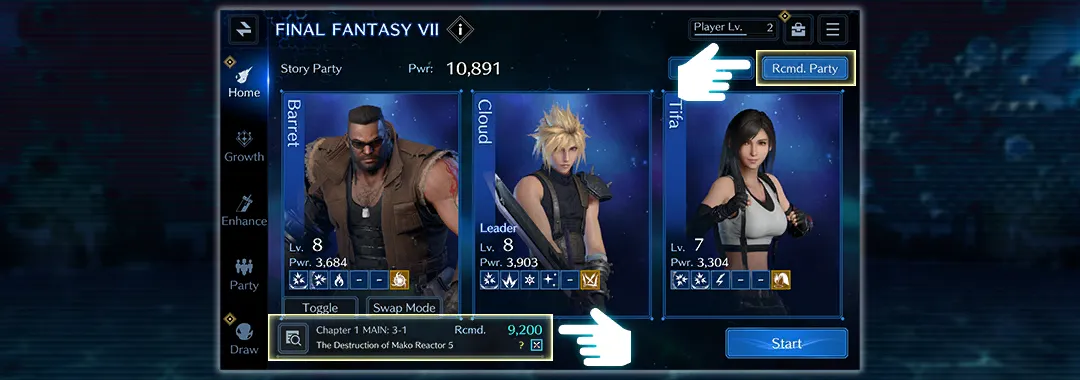 FINAL FANTASY VII
Player Lv. 2
Story Party
Pwr: 10,891
Rcmd. Party
Home
Growth
Enhance
Party
Draw
Barret
Lv. 8
Pwr. 3,684
Cloud
Leader
Lv. 8
Pwr. 3,903
Tifa
Lv. 7
Pwr. 3,304
Toggle
Swap Mode
Chapter 1 MAIN: 3-1
Rcmd. 9,200
The Destruction of Mako Reactor 5
?
Start